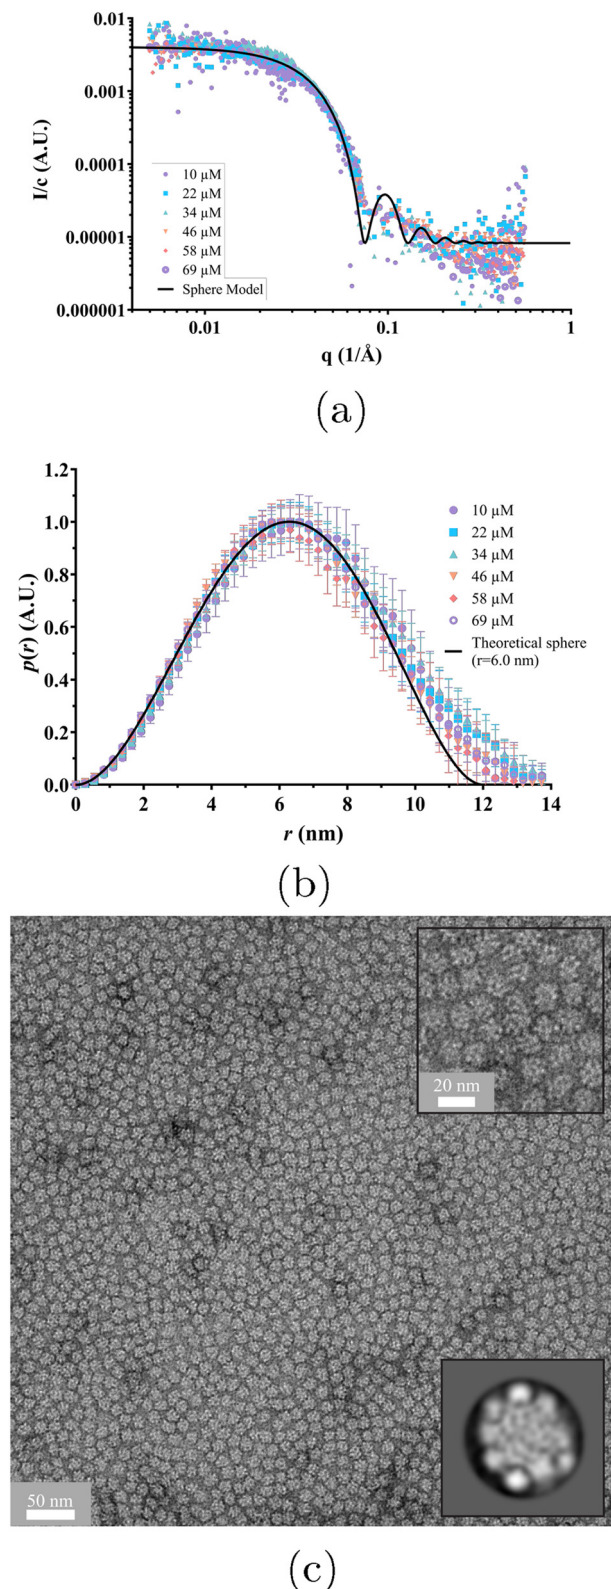 0.01
0.001
0.0001
0.00001
0.000001
I/c (A.U.)
10 µM
22 µM
34 µM
46 µM
58 µM
69 µM
Sphere Model
0.01
0.1
1
q (1/Å)
(a)
1.2
1.0
0.8
0.6
0.4
0.2
0.0
p(r) (A.U.)
10 µM
22 µM
34 µM
46 µM
58 µM
69 µM
Theoretical sphere
(r=6.0 nm)
0 2 4 6 8 10 12 14
r (nm)
(b)
20 nm
50 nm
(c)